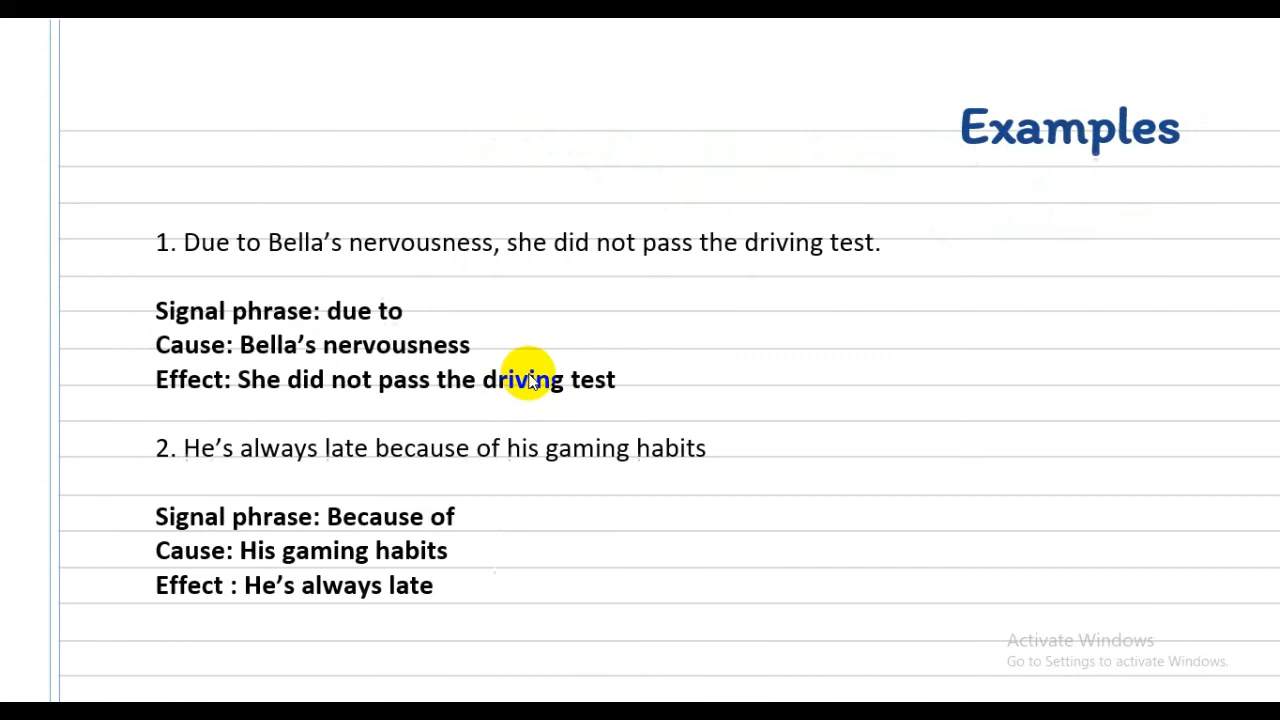 Examples
1. Due to Bella’s nervousness, she did not pass the driving test.
Signal phrase: due to
Cause: Bella’s nervousness
Effect: She did not pass the driving test
2. He’s always late because of his gaming habits
Signal phrase: Because of
Cause: His gaming habits
Effect : He’s always late
Activate Windows
Go to Settings to activate Windows.